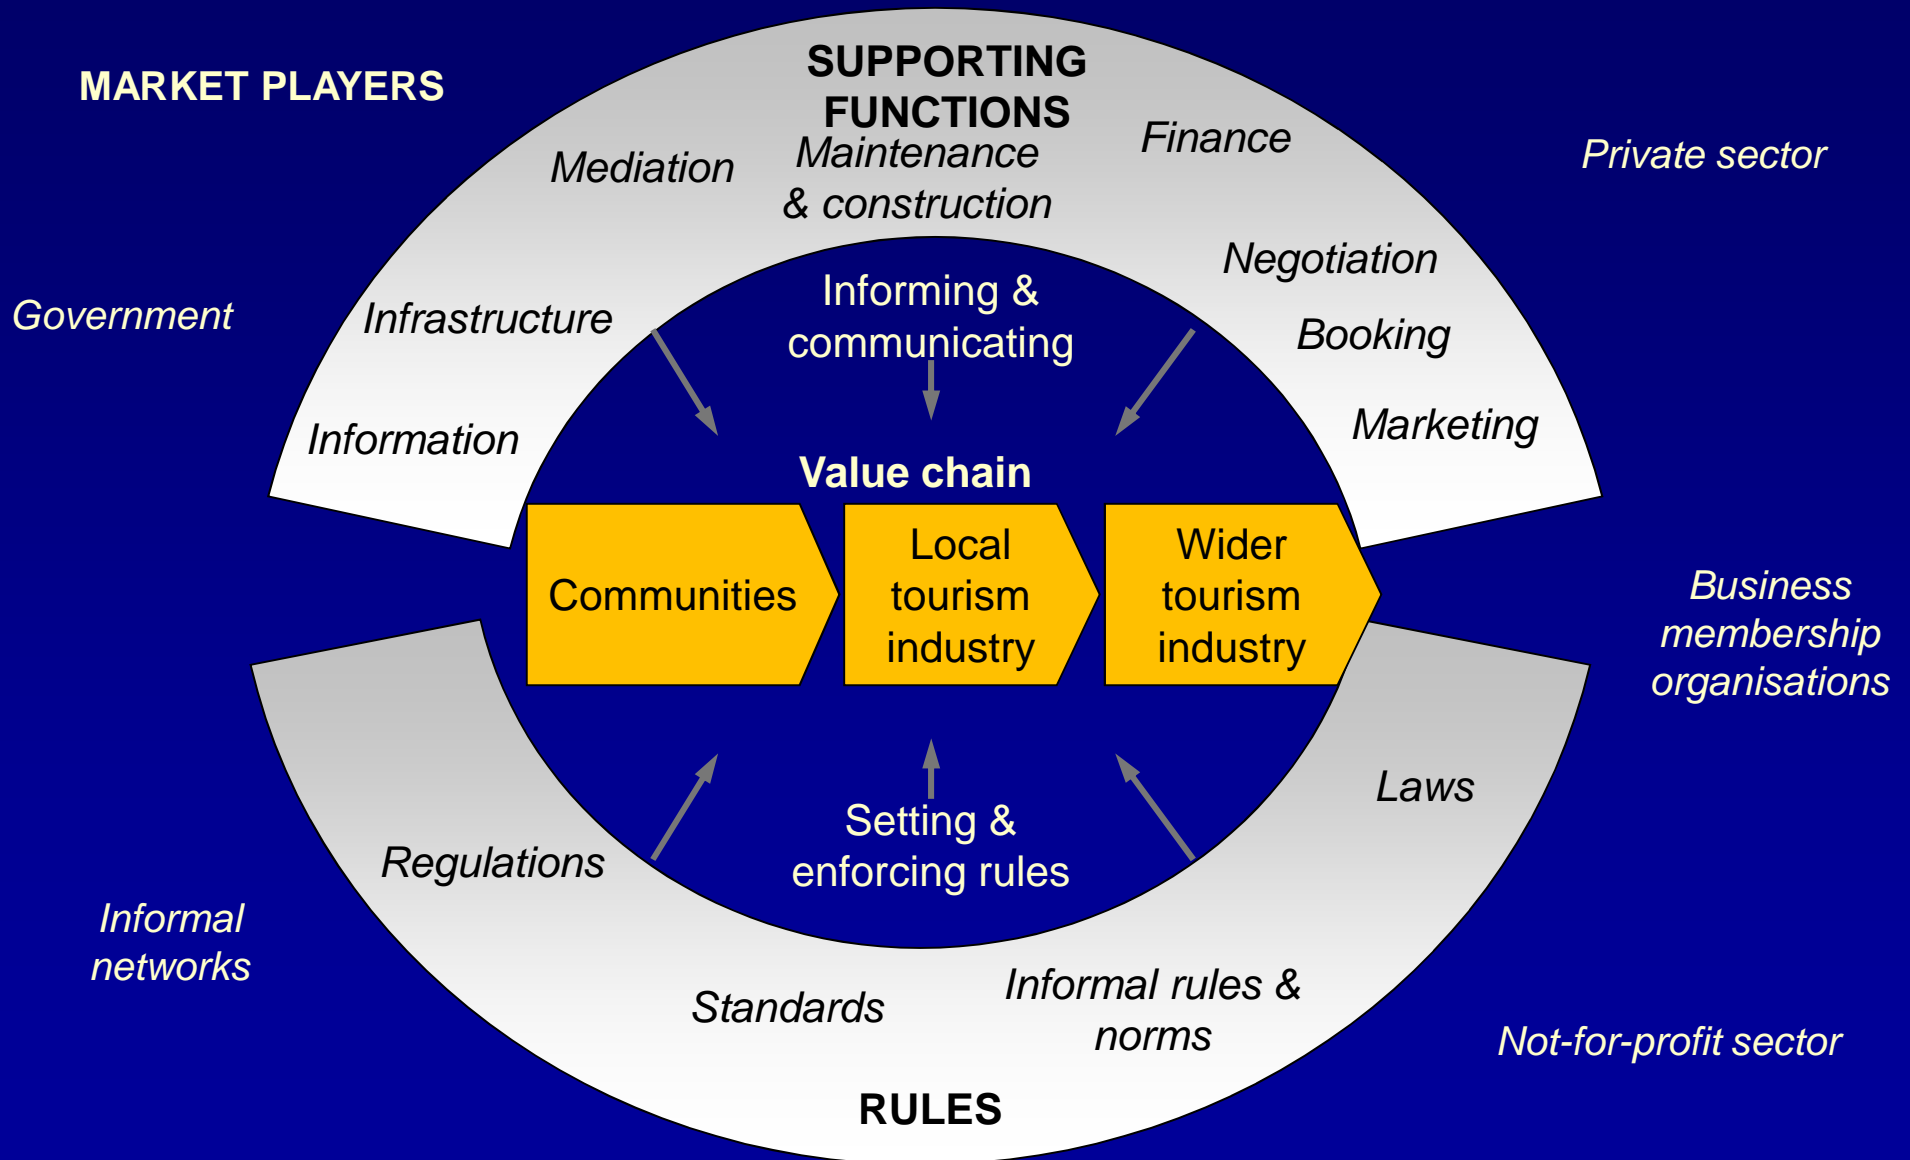 MARKET PLAYERS
SUPPORTING
FUNCTIONS
Mediation
Maintenance
& construction
Finance
Private sector
Negotiation
Government
Infrastructure
Informing &
communicating
Booking
Information
Marketing
Value chain
Communities
Local
tourism
industry
Wider
tourism
industry
Business
membership
organisations
Laws
Setting &
enforcing rules
Regulations
Informal
networks
Standards
Informal rules &
norms
Not-for-profit sector
RULES